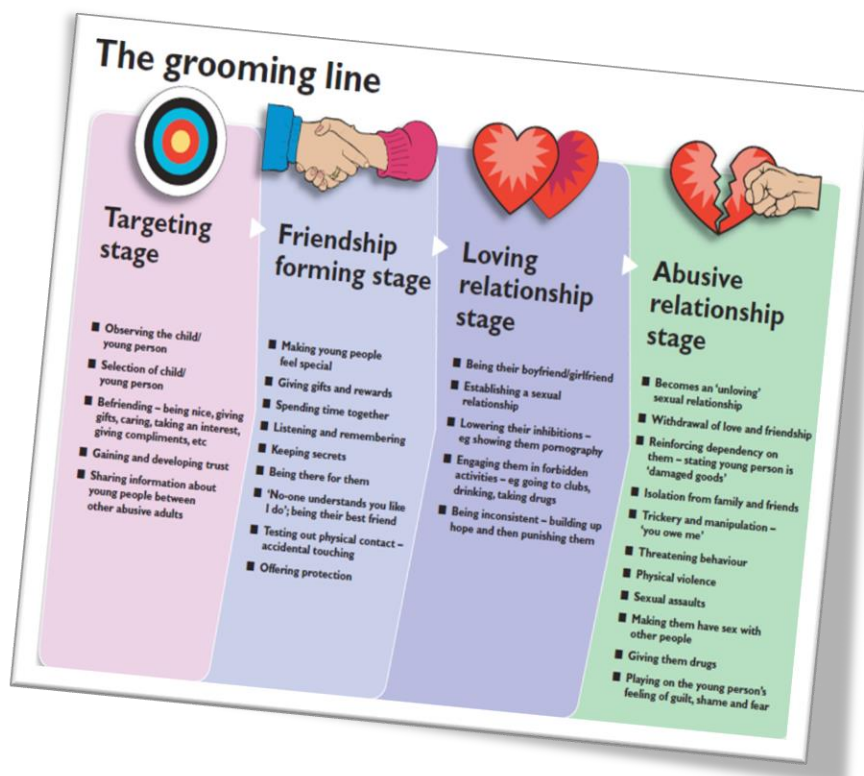 The grooming line
Targeting
stage
■ Observing the child/
young person
■ Selection of child/
young person
■ Befriending – being nice, giving
gifts, caring, taking an interest,
giving compliments, etc
■ Gaining and developing trust
■ Sharing information about
young people between
other abusive adults
Friendship
forming stage
■ Making young people
feel special
■ Giving gifts and rewards
■ Spending time together
■ Listening and remembering
■ Keeping secrets
■ Being there for them
■ ‘No-one understands you like
I do’; being their best friend
■ Testing out physical contact –
accidental touching
■ Offering protection
Loving
relationship
stage
■ Being their boyfriend/girlfriend
■ Establishing a sexual
relationship
■ Lowering their inhibitions –
eg showing them pornography
■ Engaging them in forbidden
activities – eg going to clubs,
drinking, taking drugs
■ Being inconsistent – building up
hope and then punishing them
Abusive
relationship
stage
■ Becomes an ‘unloving’
sexual relationship
■ Withdrawal of love and friendship
■ Reinforcing dependency on
them – stating young person is
‘damaged goods’
■ Isolation from family and friends
■ Trickery and manipulation –
‘you owe me’
■ Threatening behaviour
■ Physical violence
■ Sexual assaults
■ Making them have sex with
other people
■ Giving them drugs
■ Playing on the young person’s
feeling of guilt, shame and fear